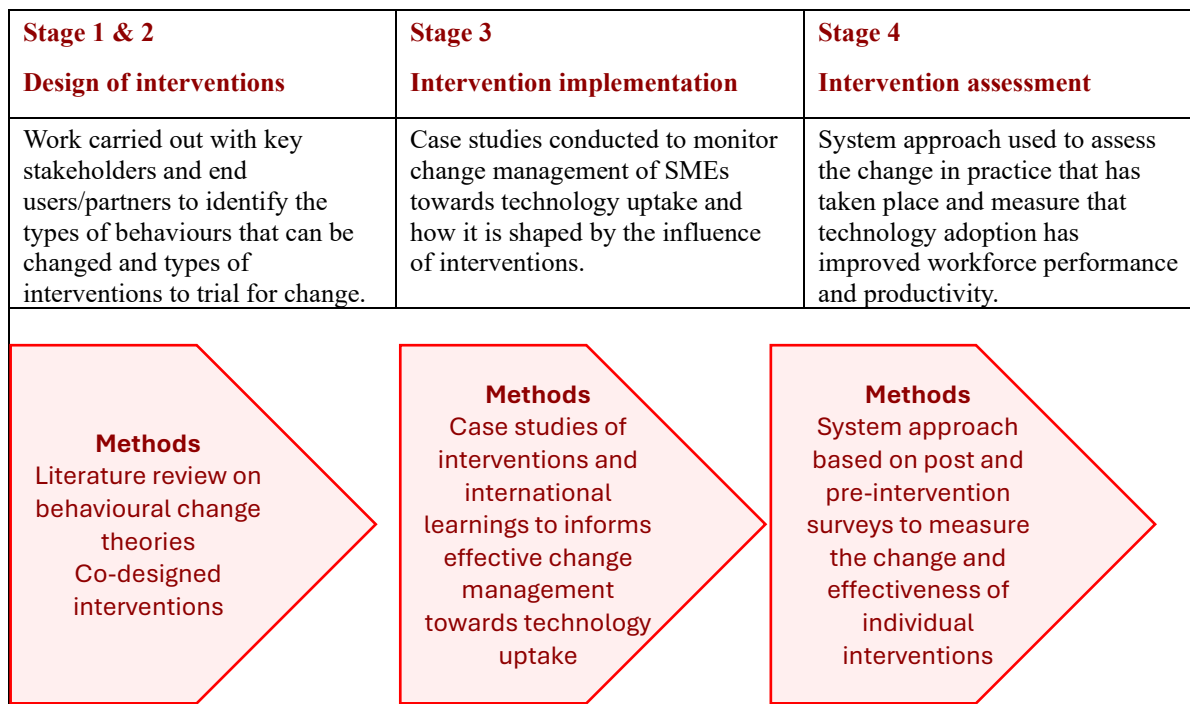 Stage 1 & 2
Design of interventions
Stage 3
Intervention implementation
Stage 4
Intervention assessment
Work carried out with key
stakeholders and end
users/partners to identify the
types of behaviours that can be
changed and types of
interventions to trial for change.
Case studies conducted to monitor
change management of SMEs
towards technology uptake and
how it is shaped by the influence
of interventions.
System approach used to assess
the change in practice that has
taken place and measure that
technology adoption has
improved workforce performance
and productivity.
Methods
Literature review on
behavioural change
theories
Co-designed
interventions
Methods
Case studies of
interventions and
international
learnings to informs
effective change
management
towards technology
uptake
Methods
System approach
based on post and
pre-intervention
surveys to measure
the change and
effectiveness of
individual
interventions